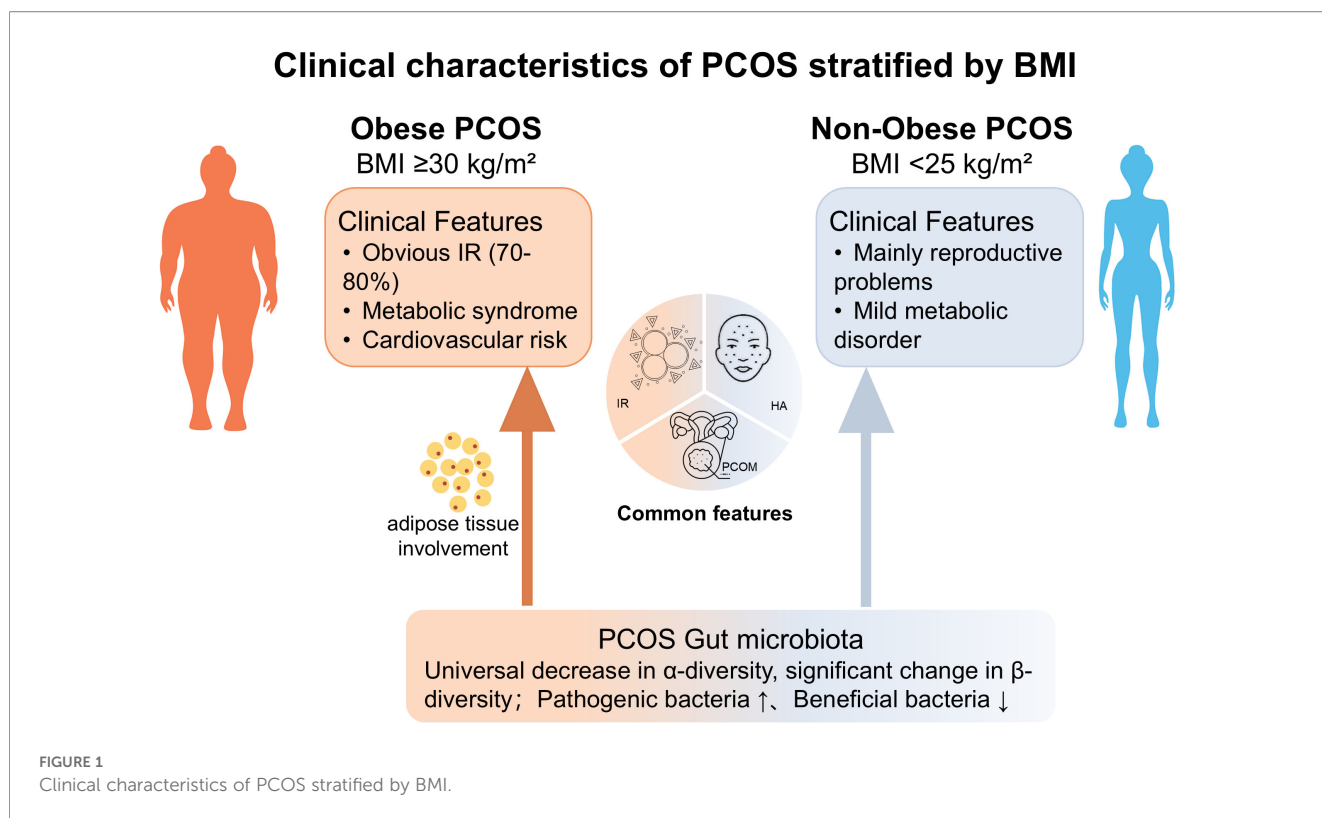 Clinical characteristics of PCOS stratified by BMI
Obese PCOS
BMI ≥30 kg/m²
Clinical Features
• Obvious IR (70-
80%)
• Metabolic syndrome
• Cardiovascular risk
Non-Obese PCOS
BMI <25 kg/m²
Clinical Features
• Mainly reproductive
problems
• Mild metabolic
disorder
IR
HA
PCOM
Common features
adipose tissue
involvement
PCOS Gut microbiota
Universal decrease in α-diversity, significant change in β-
diversity； Pathogenic bacteria ↑、Beneficial bacteria ↓
FIGURE 1
Clinical characteristics of PCOS stratified by BMI.